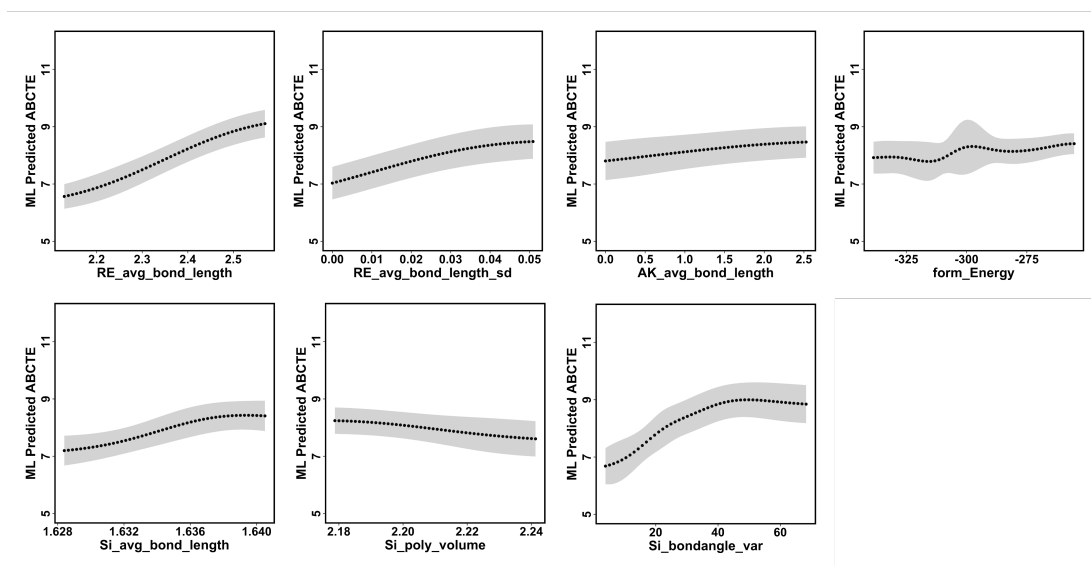 ML Predicted ABCTE
11
9
7
5
2.2 2.3 2.4 2.5
RE_avg_bond_length
ML Predicted ABCTE
11
9
7
5
0.00 0.01 0.02 0.03 0.04 0.05
RE_avg_bond_length_sd
ML Predicted ABCTE
11
9
7
5
0.0 0.5 1.0 1.5 2.0 2.5
AK_avg_bond_length
ML Predicted ABCTE
11
9
7
5
-325 -300 -275
form_Energy
ML Predicted ABCTE
11
9
7
5
1.628 1.632 1.636 1.640
Si_avg_bond_length
ML Predicted ABCTE
11
9
7
5
2.18 2.20 2.22 2.24
Si_poly_volume
ML Predicted ABCTE
11
9
7
5
20 40 60
Si_bondangle_var